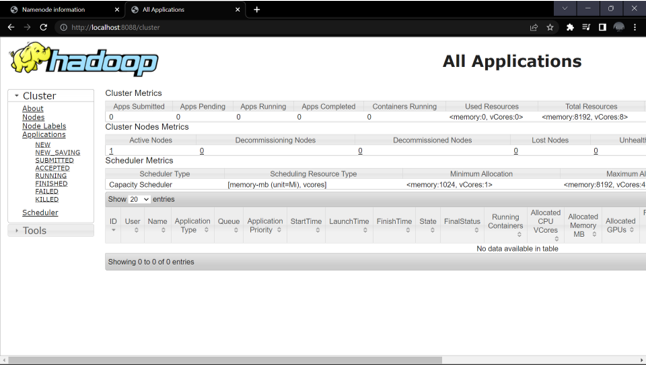 Namenode information
All Applications
http://localhost:8088/cluster
hadoop
All Applications
Cluster
About
Nodes
Node Labels
Applications
NEW
NEW_SAVING
SUBMITTED
ACCEPTED
RUNNING
FINISHED
FAILED
KILLED
Scheduler
Tools
Cluster Metrics
Apps Submitted Apps Pending Apps Running Apps Completed Containers Running Used Resources Total Resources
0 0 0 0 0 <memory:0, vCores:0> <memory:8192, vCores:8>
Cluster Nodes Metrics
Active Nodes Decommissioning Nodes Decommissioned Nodes Lost Nodes Unhealt
1 0 0 0 0
Scheduler Metrics
Scheduler Type Scheduling Resource Type Minimum Allocation Maximum Al
Capacity Scheduler [memory-mb (unit=Mi), vcores] <memory:1024, vCores:1> <memory:8192, vCores:4
Show 20 entries
ID User Name Application Type Queue Application Priority StartTime LaunchTime FinishTime State FinalStatus Running Containers Allocated CPU VCores Allocated Memory MB Allocated GPUs
No data available in table
Showing 0 to 0 of 0 entries